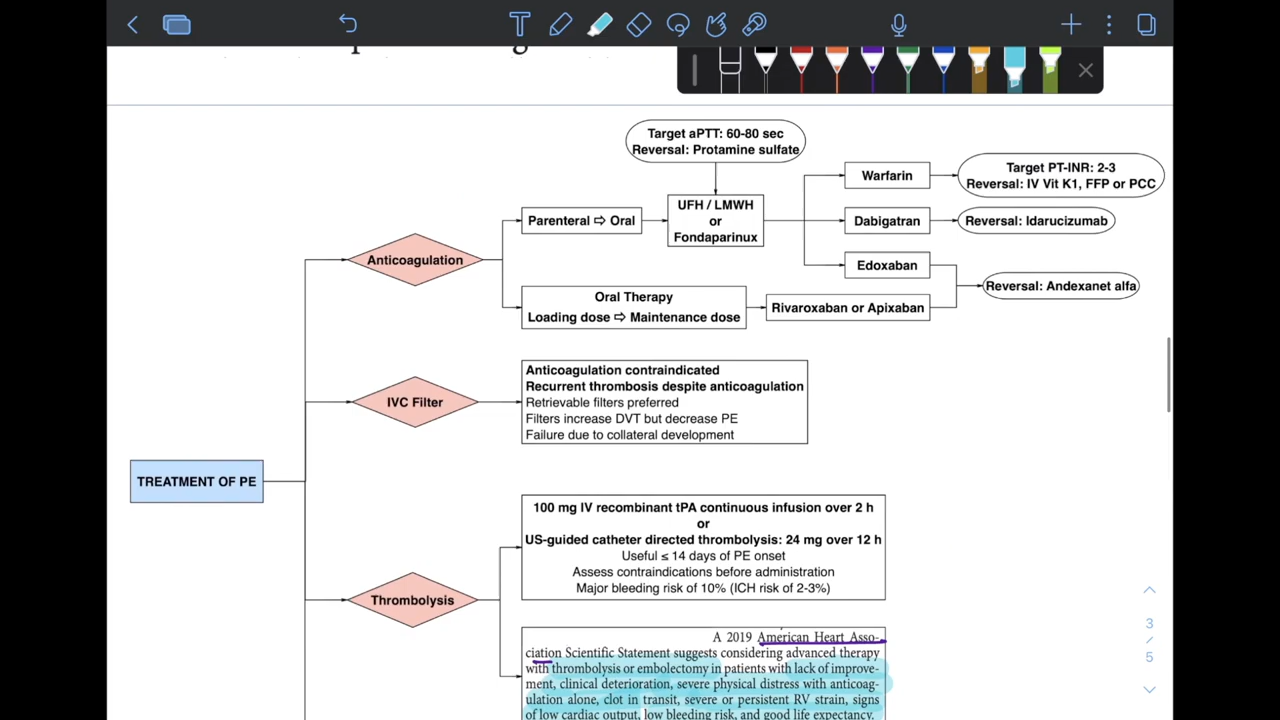 Target aPTT: 60-80 sec
Reversal: Protamine sulfate
Warfarin
Target PT-INR: 2-3
Reversal: IV Vit K1, FFP or PCC
UFH / LMWH
or
Fondaparinux
Parenteral ⇨ Oral
Dabigatran
Reversal: Idarucizumab
Anticoagulation
Edoxaban
Reversal: Andexanet alfa
Oral Therapy
Loading dose ⇨ Maintenance dose
Rivaroxaban or Apixaban
IVC Filter
Anticoagulation contraindicated
Recurrent thrombosis despite anticoagulation
Retrievable filters preferred
Filters increase DVT but decrease PE
Failure due to collateral development
TREATMENT OF PE
100 mg IV recombinant tPA continuous infusion over 2 h
or
US-guided catheter directed thrombolysis: 24 mg over 12 h
Useful ≤ 14 days of PE onset
Assess contraindications before administration
Major bleeding risk of 10% (ICH risk of 2-3%)
Thrombolysis
A 2019 American Heart Asso-
ciation Scientific Statement suggests considering advanced therapy
with thrombolysis or embolectomy in patients with lack of improve-
ment, clinical deterioration, severe physical distress with anticoag-
ulation alone, clot in transit, severe or persistent RV strain, signs
of low cardiac output, low bleeding risk, and good life expectancy.
3
/
5